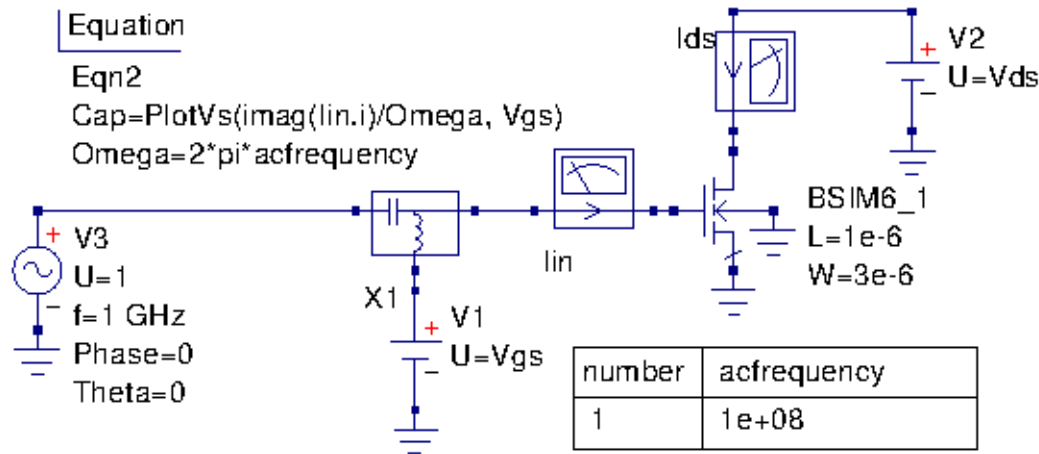 Equation
Eqn2
Cap=PlotVs(imag(Iin.i)/Omega, Vgs)
Omega=2*pi*acfrequency
Ids
V2
U=Vds
V3
U=1
f=1 GHz
Phase=0
Theta=0
X1
V1
U=Vgs
Iin
BSIM6_1
L=1e-6
W=3e-6
number acfrequency
1 1e+08